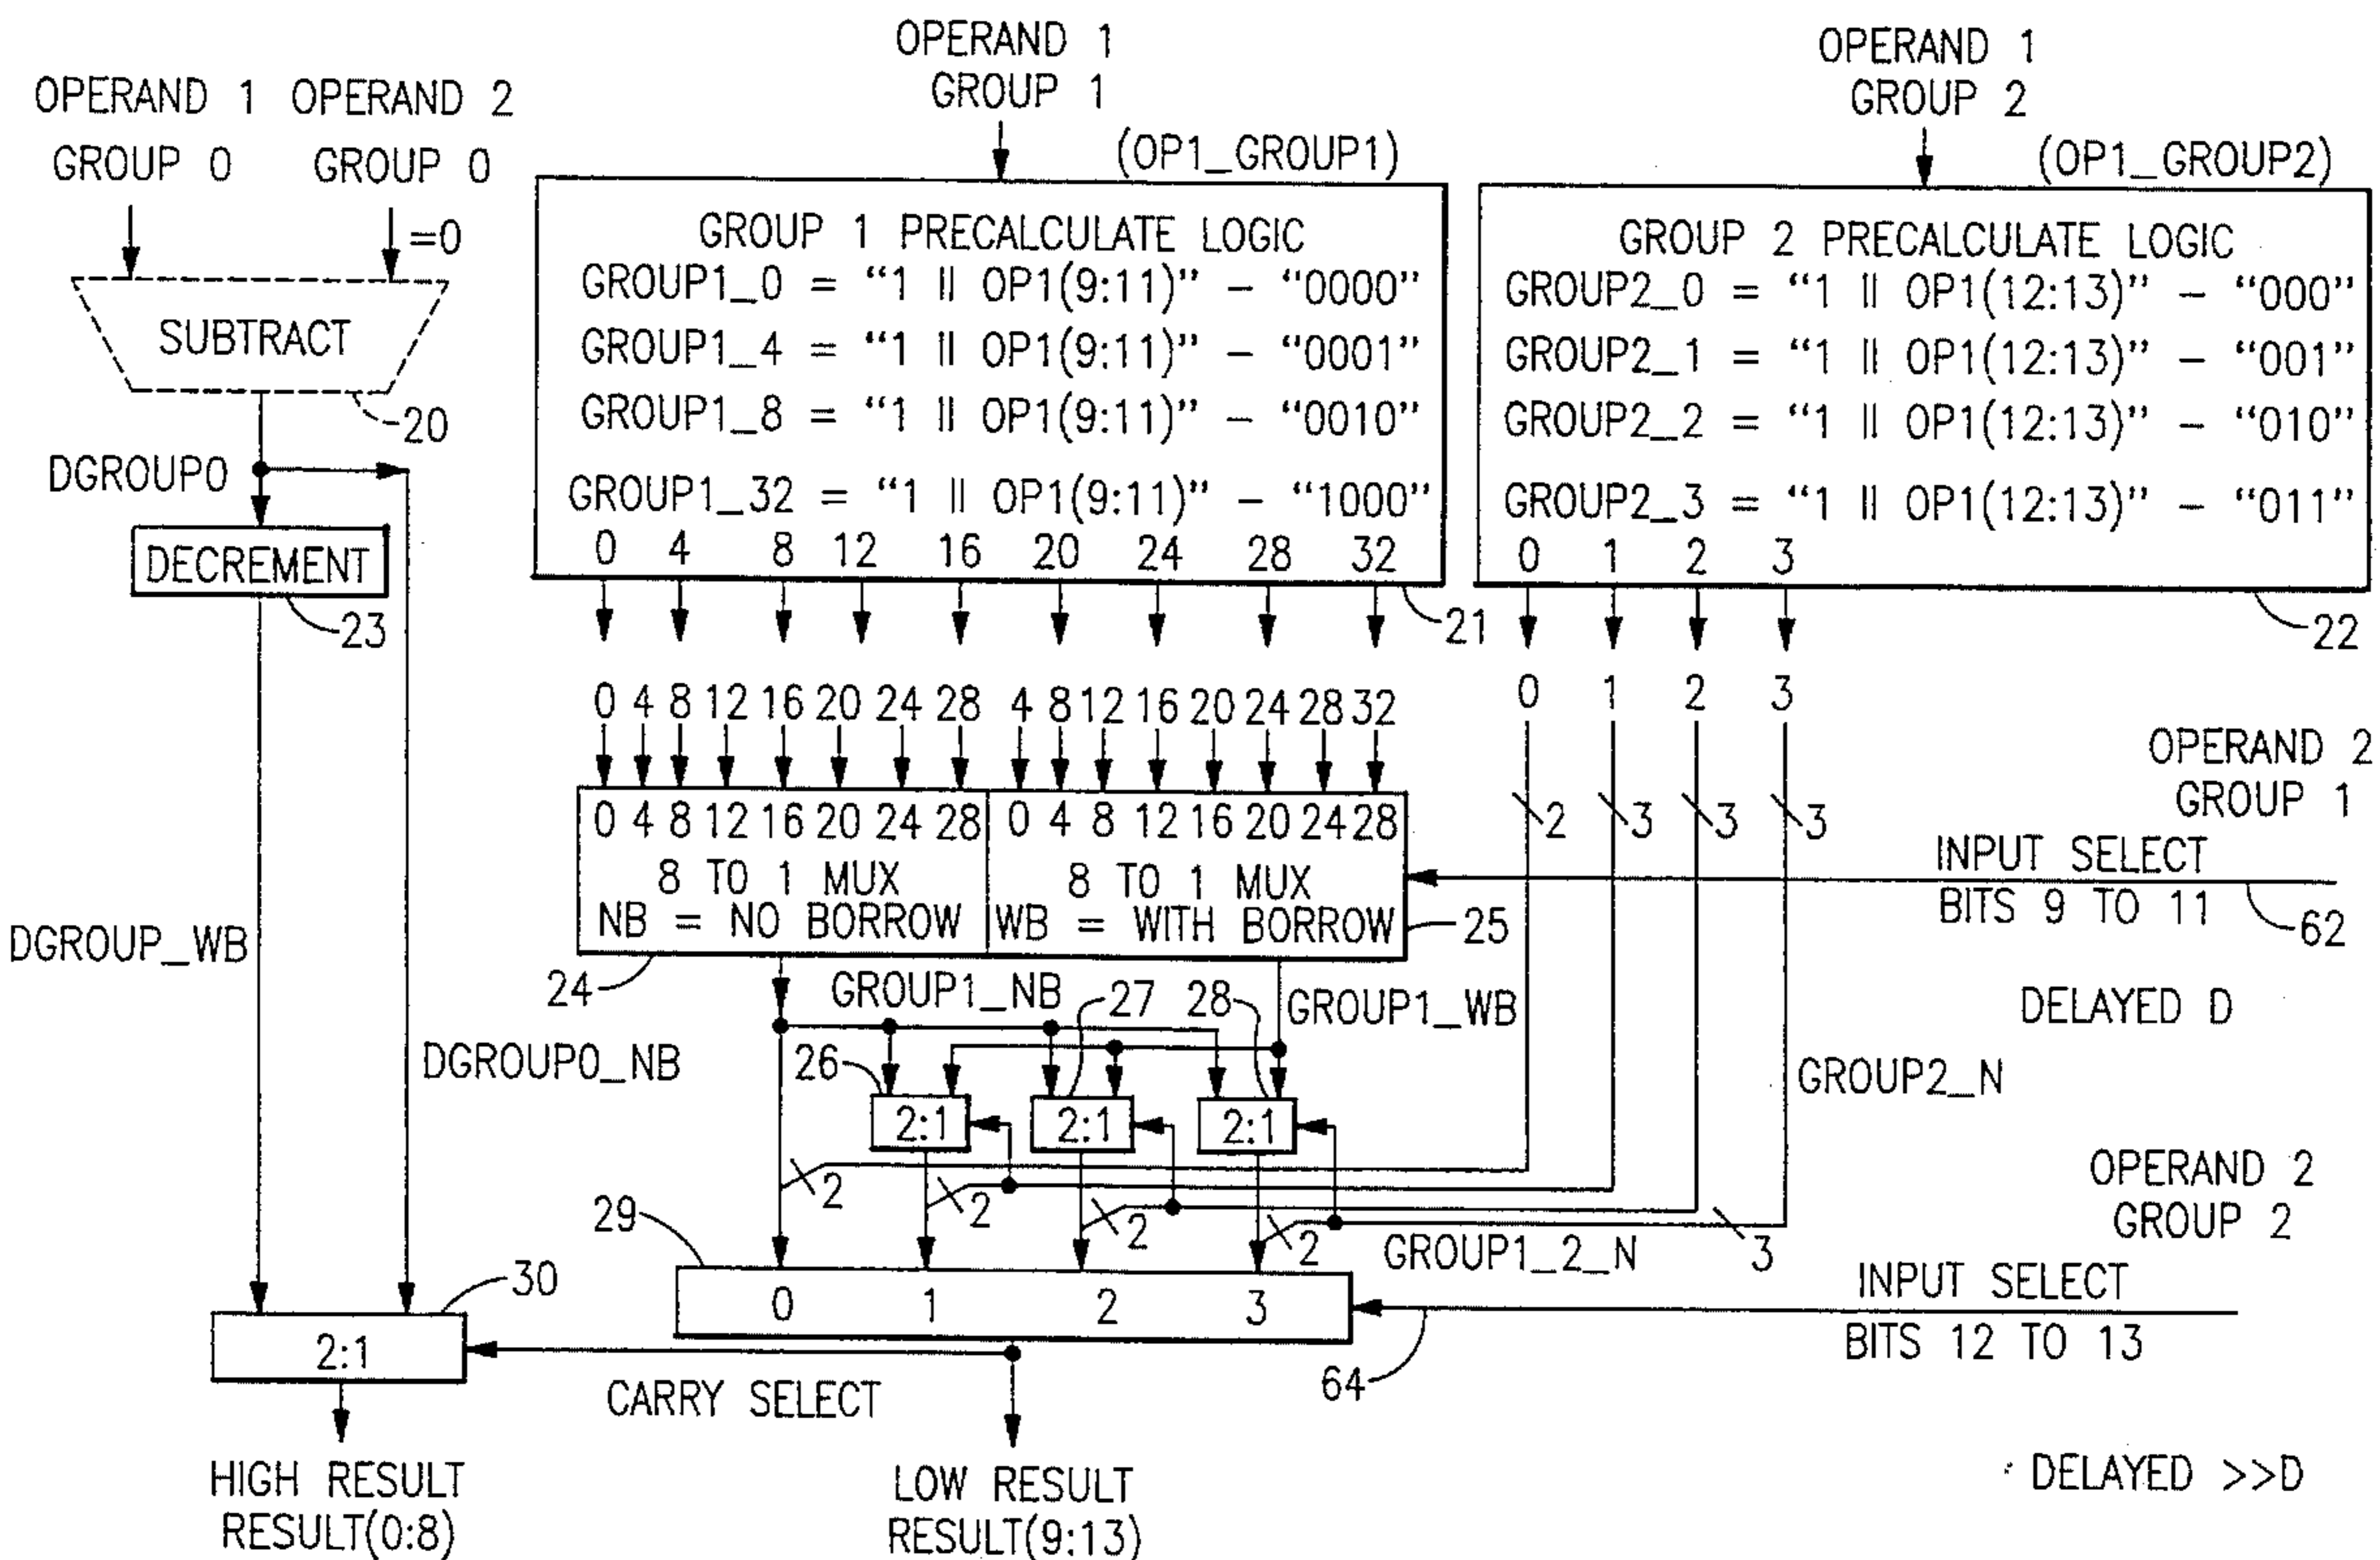 OPERAND 1 OPERAND 2
GROUP 0 GROUP 0
=0
SUBTRACT
20
DGROUP0
DECREMENT
23
DGROUP_WB
DGROUP0_NB
OPERAND 1
GROUP 1
(OP1_GROUP1)
GROUP 1 PRECALCULATE LOGIC
GROUP1_0 = “1 || OP1(9:11)” – “0000”
GROUP1_4 = “1 || OP1(9:11)” – “0001”
GROUP1_8 = “1 || OP1(9:11)” – “0010”
GROUP1_32 = “1 || OP1(9:11)” – “1000”
0 4 8 12 16 20 24 28 32
21
OPERAND 1
GROUP 2
(OP1_GROUP2)
GROUP 2 PRECALCULATE LOGIC
GROUP2_0 = “1 || OP1(12:13)” – “000”
GROUP2_1 = “1 || OP1(12:13)” – “001”
GROUP2_2 = “1 || OP1(12:13)” – “010”
GROUP2_3 = “1 || OP1(12:13)” – “011”
0 1 2 3
22
0 4 8 12 16 20 24 28 4 8 12 16 20 24 28 32
0 1 2 3
0 4 8 12 16 20 24 28 0 4 8 12 16 20 24 28
2 3 3 3
8 TO 1 MUX
NB = NO BORROW
8 TO 1 MUX
WB = WITH BORROW
24
25
OPERAND 2
GROUP 1
INPUT SELECT
BITS 9 TO 11
62
GROUP1_NB
27
28
GROUP1_WB
DELAYED D
26
GROUP2_N
2:1
2:1
2:1
2
2
2
2
3
GROUP1_2_N
OPERAND 2
GROUP 2
29
0 1 2 3
INPUT SELECT
BITS 12 TO 13
64
30
2:1
CARRY SELECT
HIGH RESULT
RESULT(0:8)
LOW RESULT
RESULT(9:13)
DELAYED >>D